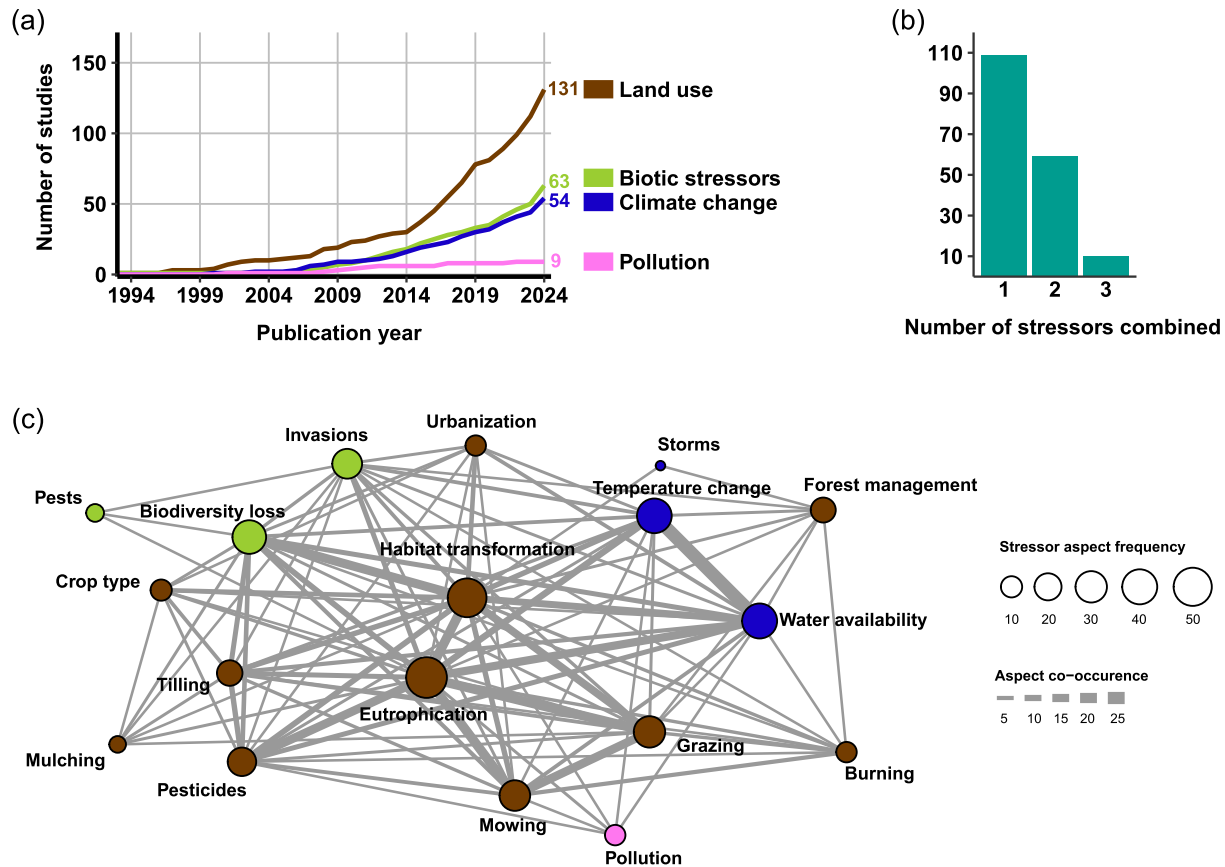 (a)
Number of studies
150
100
50
0
1994 1999 2004 2009 2014 2019 2024
Publication year
131
63
54
9
Land use
Biotic stressors
Climate change
Pollution
(b)
110
90
70
50
30
10
1 2 3
Number of stressors combined
(c)
Invasions
Urbanization
Storms
Pests
Biodiversity loss
Temperature change
Forest management
Habitat transformation
Crop type
Water availability
Tilling
Eutrophication
Grazing
Mulching
Pesticides
Burning
Mowing
Pollution
Stressor aspect frequency
10 20 30 40 50
Aspect co−occurence
5 10 15 20 25